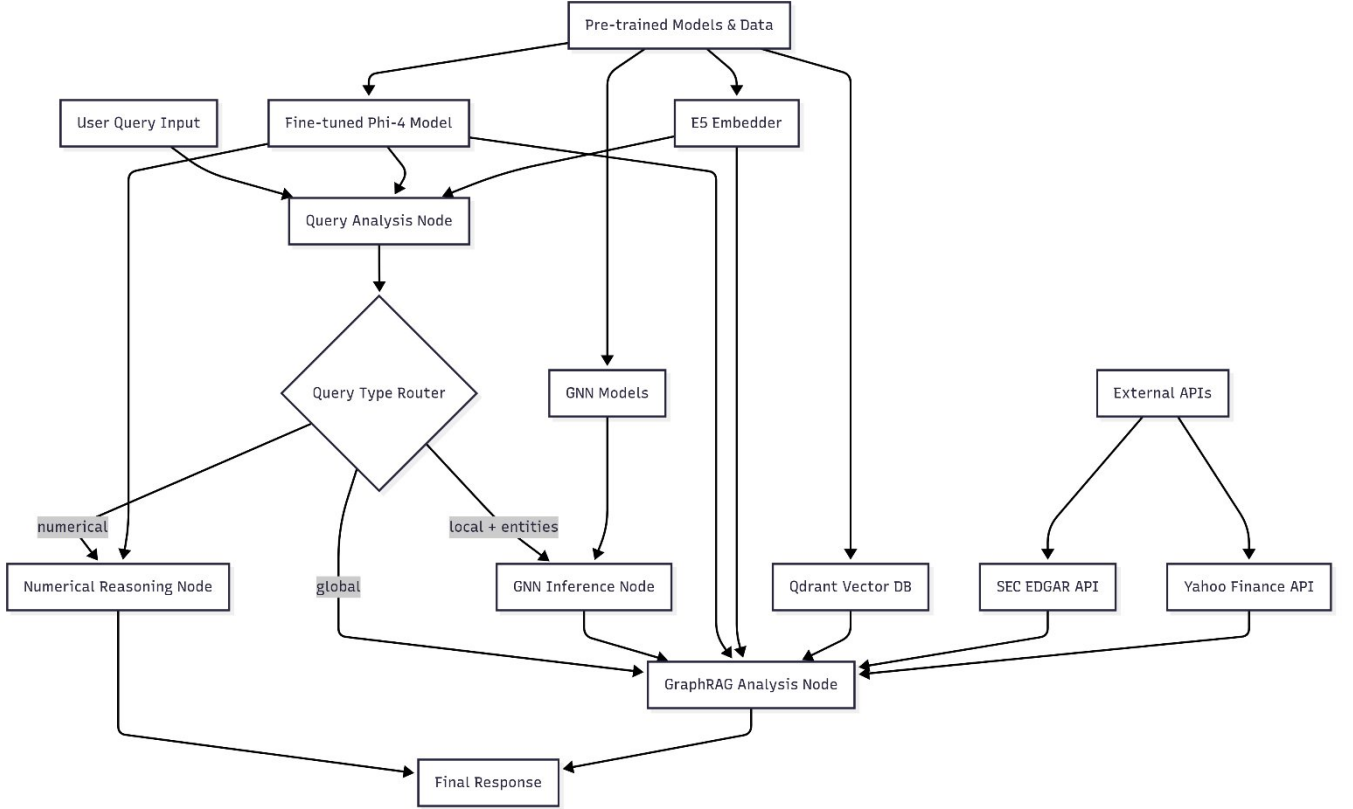 Pre-trained Models & Data
User Query Input
Fine-tuned Phi-4 Model
E5 Embedder
Query Analysis Node
Query Type Router
GNN Models
External APIs
numerical
local + entities
global
Numerical Reasoning Node
GNN Inference Node
Qdrant Vector DB
SEC EDGAR API
Yahoo Finance API
GraphRAG Analysis Node
Final Response